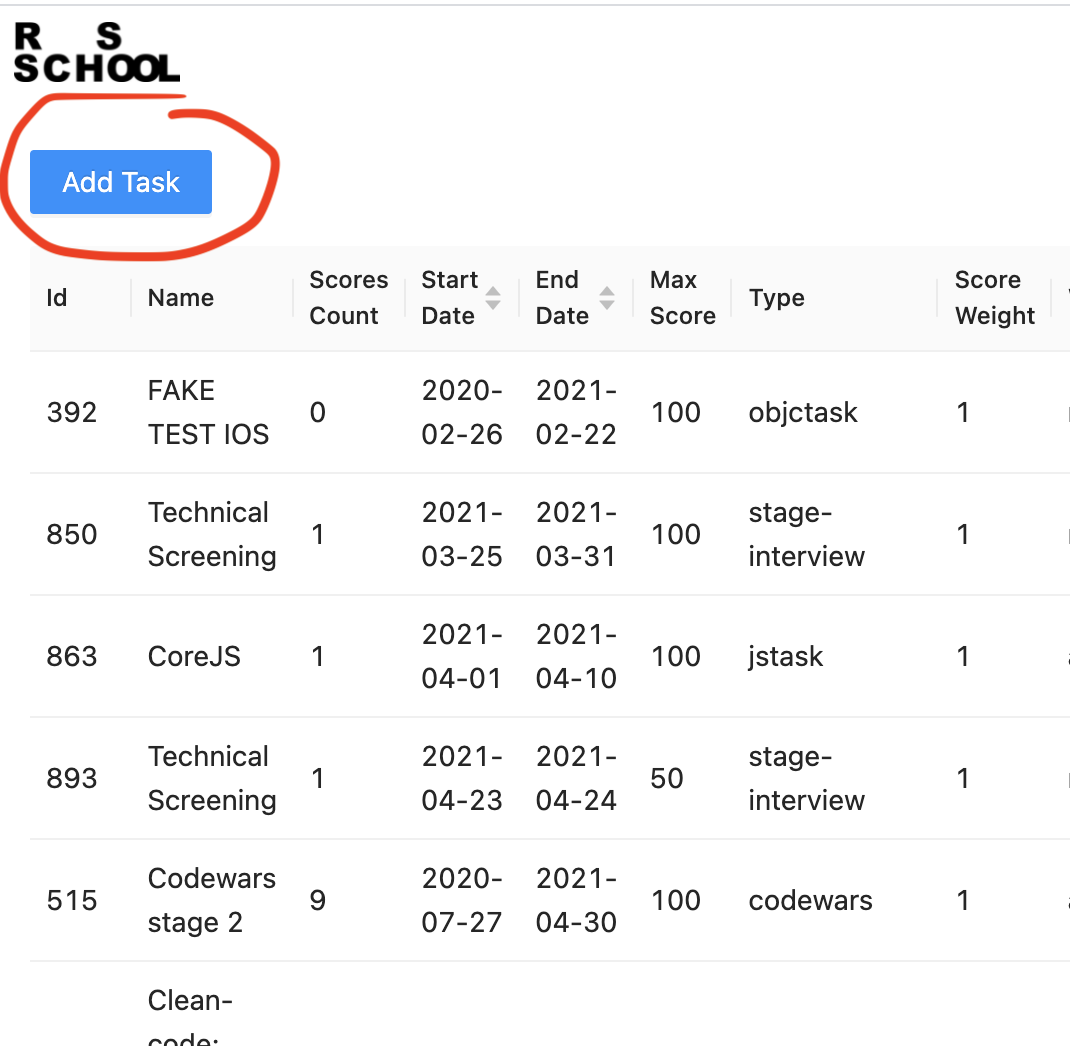 R S
SCHOOL
Add Task
Id Name Scores Count Start Date End Date Max Score Type Score Weight
392 FAKE TEST IOS 0 2020-02-26 2021-02-22 100 objctask 1
850 Technical Screening 1 2021-03-25 2021-03-31 100 stage-interview 1
863 CoreJS 1 2021-04-01 2021-04-10 100 jstask 1
893 Technical Screening 1 2021-04-23 2021-04-24 50 stage-interview 1
515 Codewars stage 2 9 2020-07-27 2021-04-30 100 codewars 1
Clean-code: